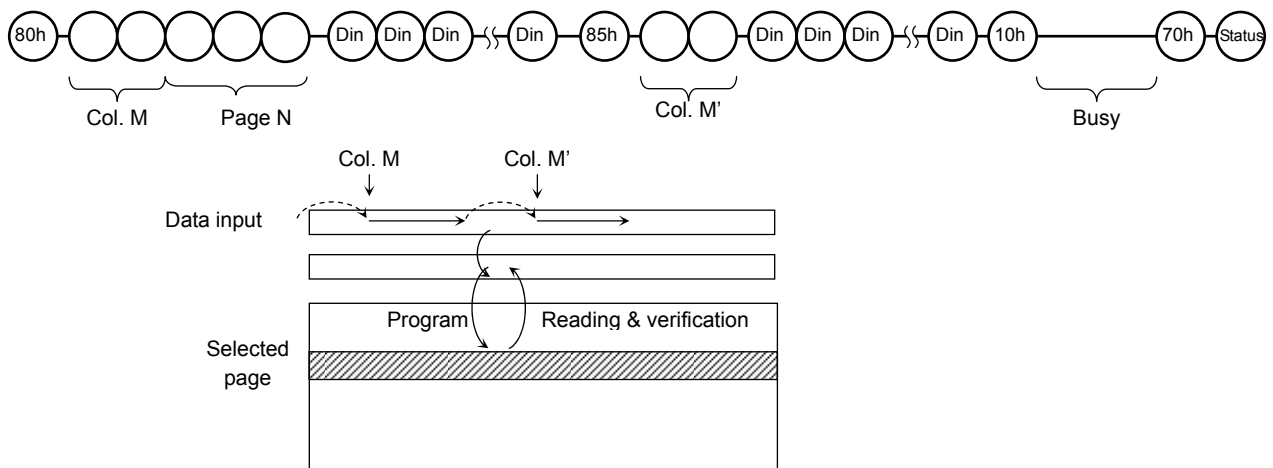 80h Din Din Din Din 85h Din Din Din Din 10h 70h Status
Col. M Page N Col. M' Busy
Col. M Col. M'
Data input
Program Reading & verification
Selected
page